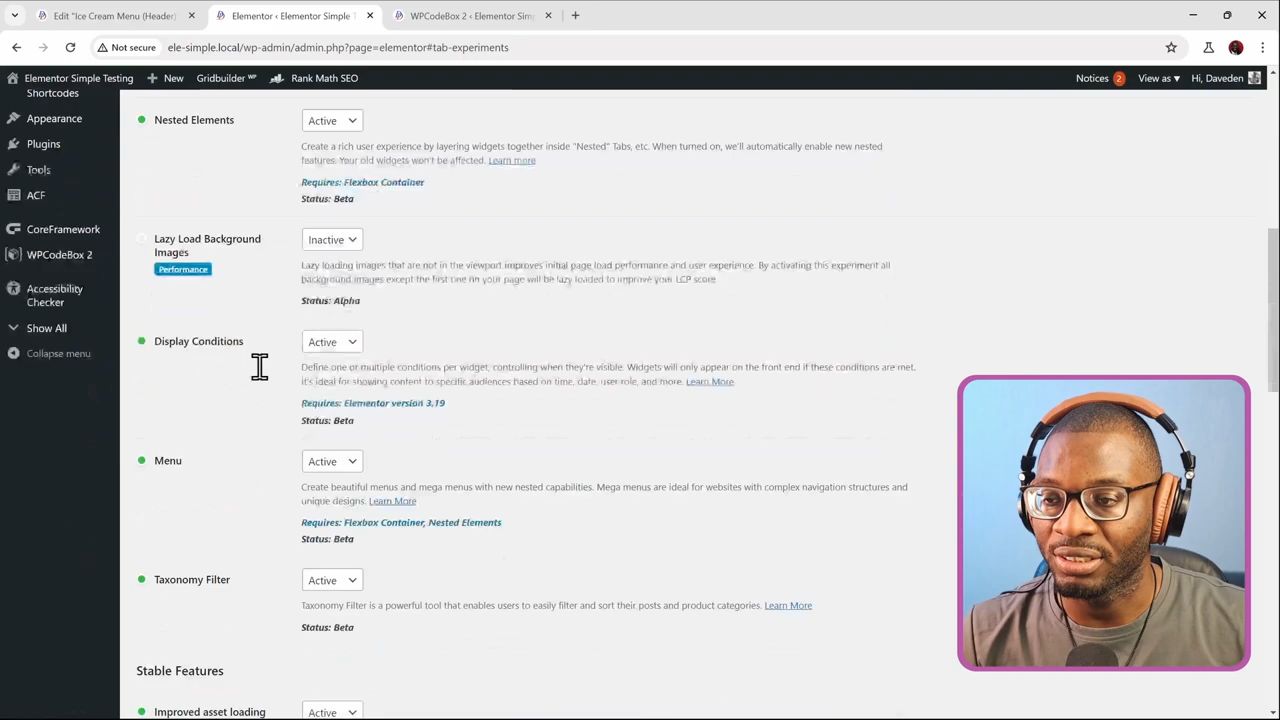 Edit "Ice Cream Menu (Header)
Elementor ‹ Elementor Simple T
WPCodeBox 2 ‹ Elementor Simp
Not secure
ele-simple.local/wp-admin/admin.php?page=elementor#tab-experiments
Elementor Simple Testing
New
Gridbuilder WP
Rank Math SEO
Notices 2
View as
Hi, Daveden
Shortcodes
Appearance
Plugins
Tools
ACF
CoreFramework
WPCodeBox 2
Accessibility
Checker
Show All
Collapse menu
Nested Elements
Active
Create a rich user experience by layering widgets together inside "Nested" Tabs, etc. When turned on, we'll automatically enable new nested
features. Your old widgets won't be affected. Learn more
Requires: Flexbox Container
Status: Beta
Lazy Load Background
Images
Performance
Inactive
Lazy loading images that are not in the viewport improves initial page load performance and user experience. By activating this experiment all
background images except the first one on your page will be lazy loaded to improve your LCP score
Status: Alpha
Display Conditions
Active
Define one or multiple conditions per widget, controlling when they're visible. Widgets will only appear on the front end if these conditions are met.
It's ideal for showing content to specific audiences based on time, date, user role, and more. Learn More
Requires: Elementor version 3.19
Status: Beta
Menu
Active
Create beautiful menus and mega menus with new nested capabilities. Mega menus are ideal for websites with complex navigation structures and
unique designs. Learn More
Requires: Flexbox Container, Nested Elements
Status: Beta
Taxonomy Filter
Active
Taxonomy Filter is a powerful tool that enables users to easily filter and sort their posts and product categories. Learn More
Status: Beta
Stable Features
Improved asset loading
Active